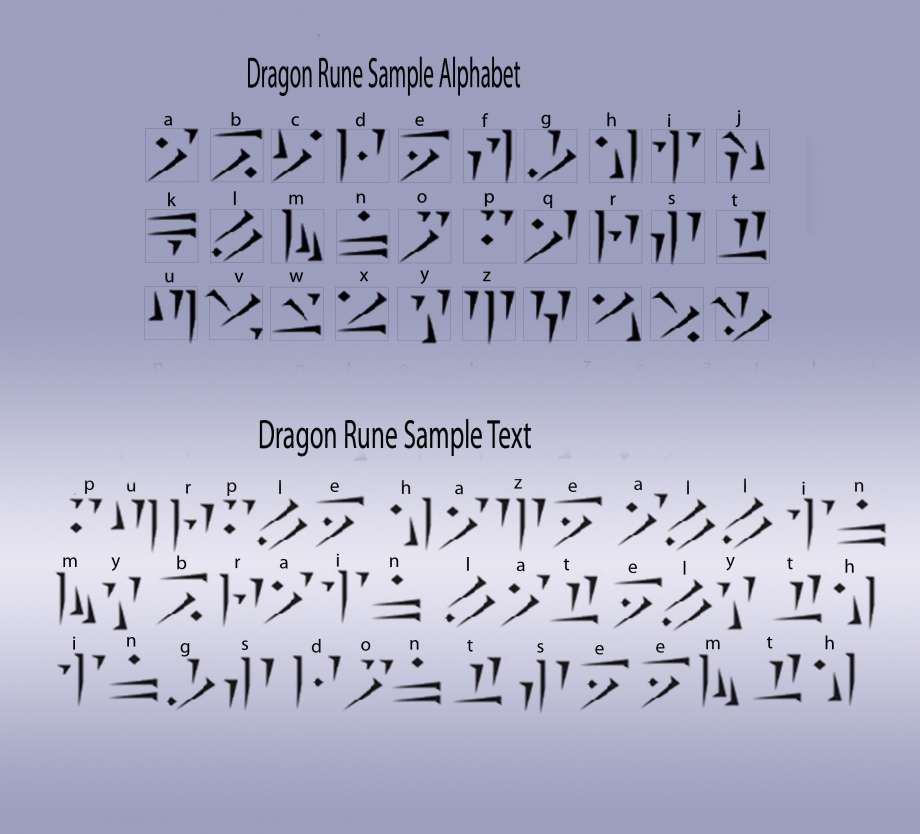 Dragon Rune Sample Alphabet
a b c d e f g h i j
k l m n o p q r s t
u v w x y z
Dragon Rune Sample Text
p u r p l e h a z e a l l i n
m y b r a i n l a t e l y t h
i n g s d o n t s e e m t h